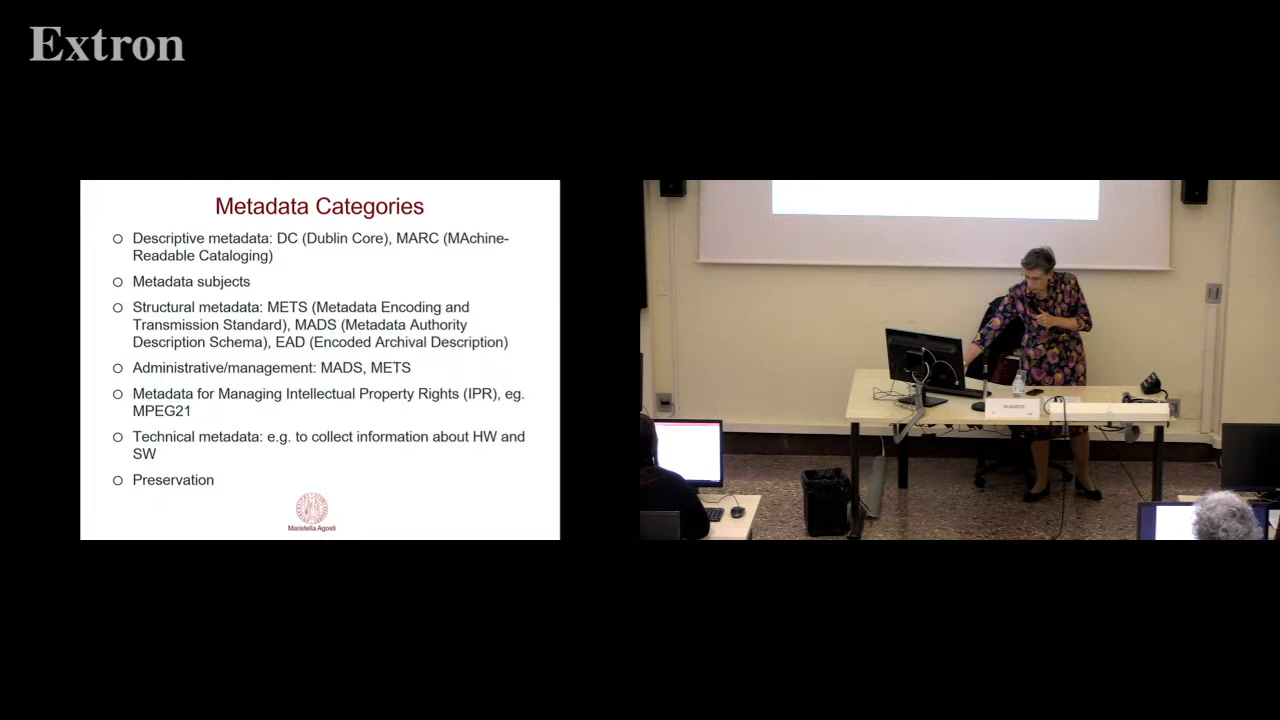 Extron
Metadata Categories
Descriptive metadata: DC (Dublin Core), MARC (MAchine-
Readable Cataloging)
Metadata subjects
Structural metadata: METS (Metadata Encoding and
Transmission Standard), MADS (Metadata Authority
Description Schema), EAD (Encoded Archival Description)
Administrative/management: MADS, METS
Metadata for Managing Intellectual Property Rights (IPR), eg.
MPEG21
Technical metadata: e.g. to collect information about HW and
SW
Preservation
Maristella Agosti